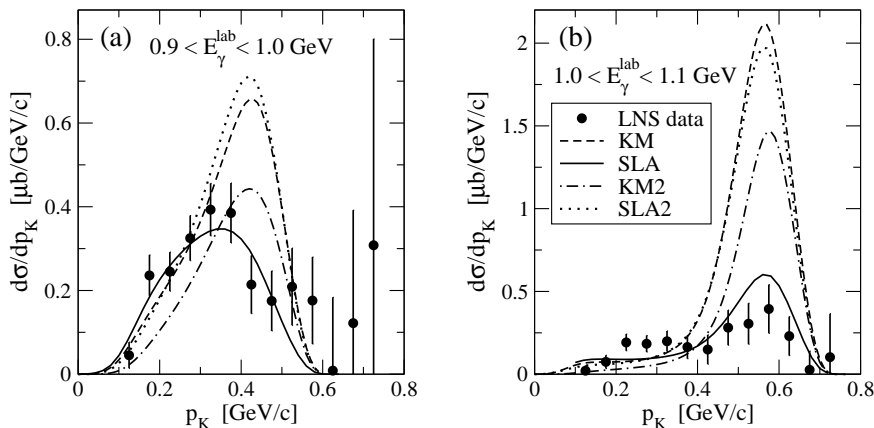 (a)
0.9 < E_γ^lab < 1.0 GeV
dσ/dp_K [μb/GeV/c]
0.8
0.6
0.4
0.2
0
0 0.2 0.4 0.6 0.8
p_K [GeV/c]
(b)
1.0 < E_γ^lab < 1.1 GeV
LNS data
KM
SLA
KM2
SLA2
dσ/dp_K [μb/GeV/c]
2
1.5
1
0.5
0
0 0.2 0.4 0.6 0.8
p_K [GeV/c]